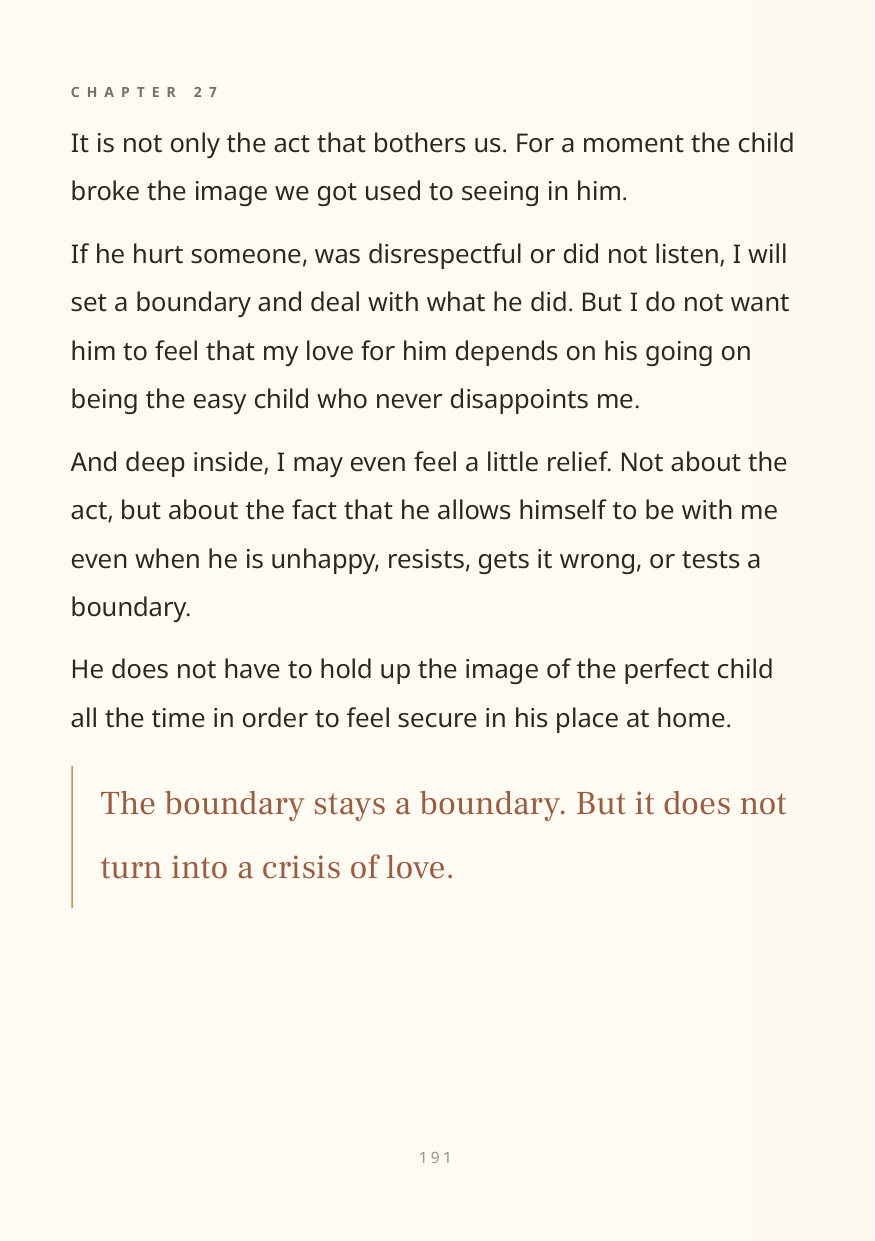 CHAPTER 27
It is not only the act that bothers us. For a moment the child
broke the image we got used to seeing in him.
If he hurt someone, was disrespectful or did not listen, I will
set a boundary and deal with what he did. But I do not want
him to feel that my love for him depends on his going on
being the easy child who never disappoints me.
And deep inside, I may even feel a little relief. Not about the
act, but about the fact that he allows himself to be with me
even when he is unhappy, resists, gets it wrong, or tests a
boundary.
He does not have to hold up the image of the perfect child
all the time in order to feel secure in his place at home.
The boundary stays a boundary. But it does not
turn into a crisis of love.
191